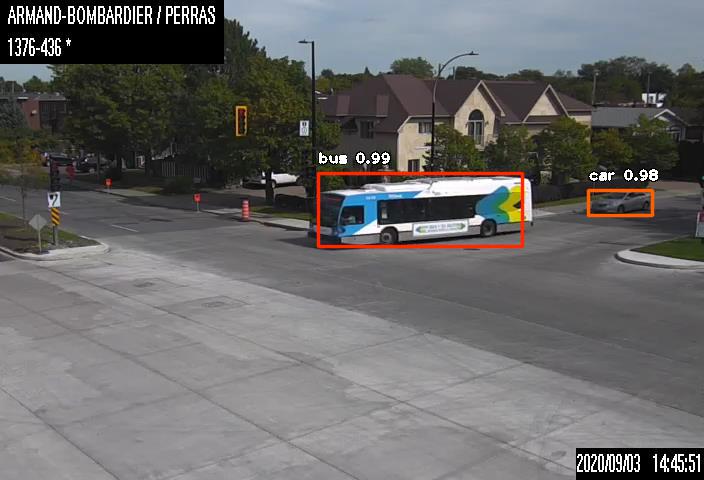 ARMAND-BOMBARDIER / PERRAS
1376-436 *
bus 0.99
car 0.98
2020/09/03 14:45:51